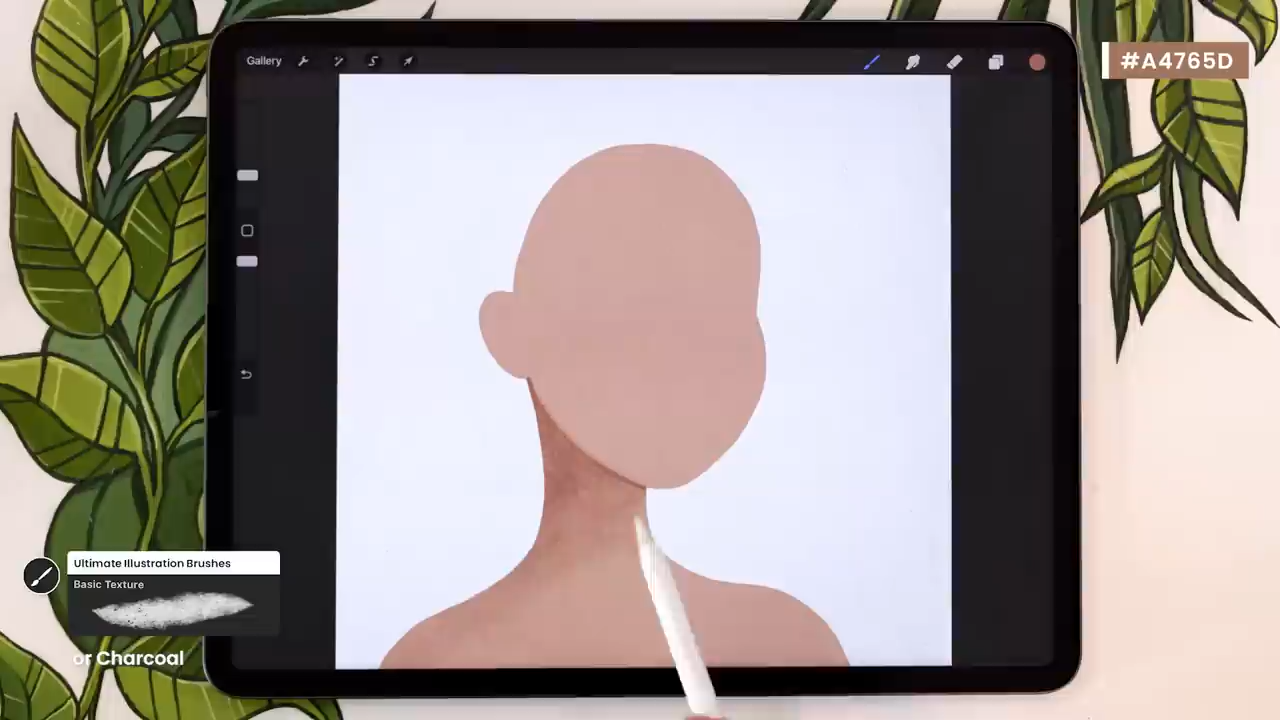 Gallery
#A4765D
Ultimate Illustration Brushes
Basic Texture
or Charcoal